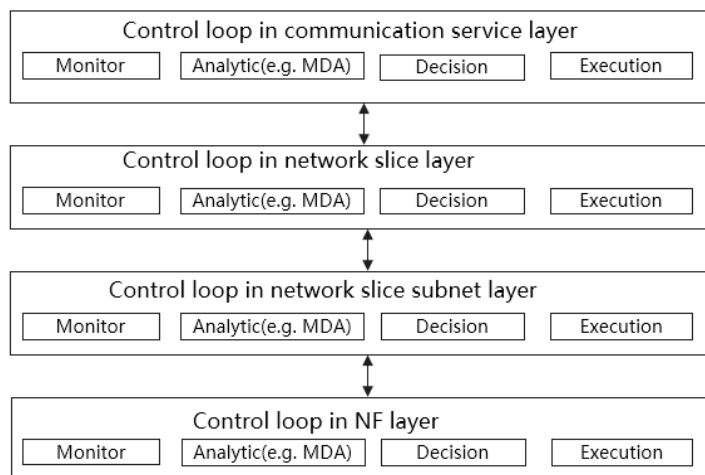 Control loop in communication service layer
Monitor Analytic(e.g. MDA) Decision Execution
Control loop in network slice layer
Monitor Analytic(e.g. MDA) Decision Execution
Control loop in network slice subnet layer
Monitor Analytic(e.g. MDA) Decision Execution
Control loop in NF layer
Monitor Analytic(e.g. MDA) Decision Execution